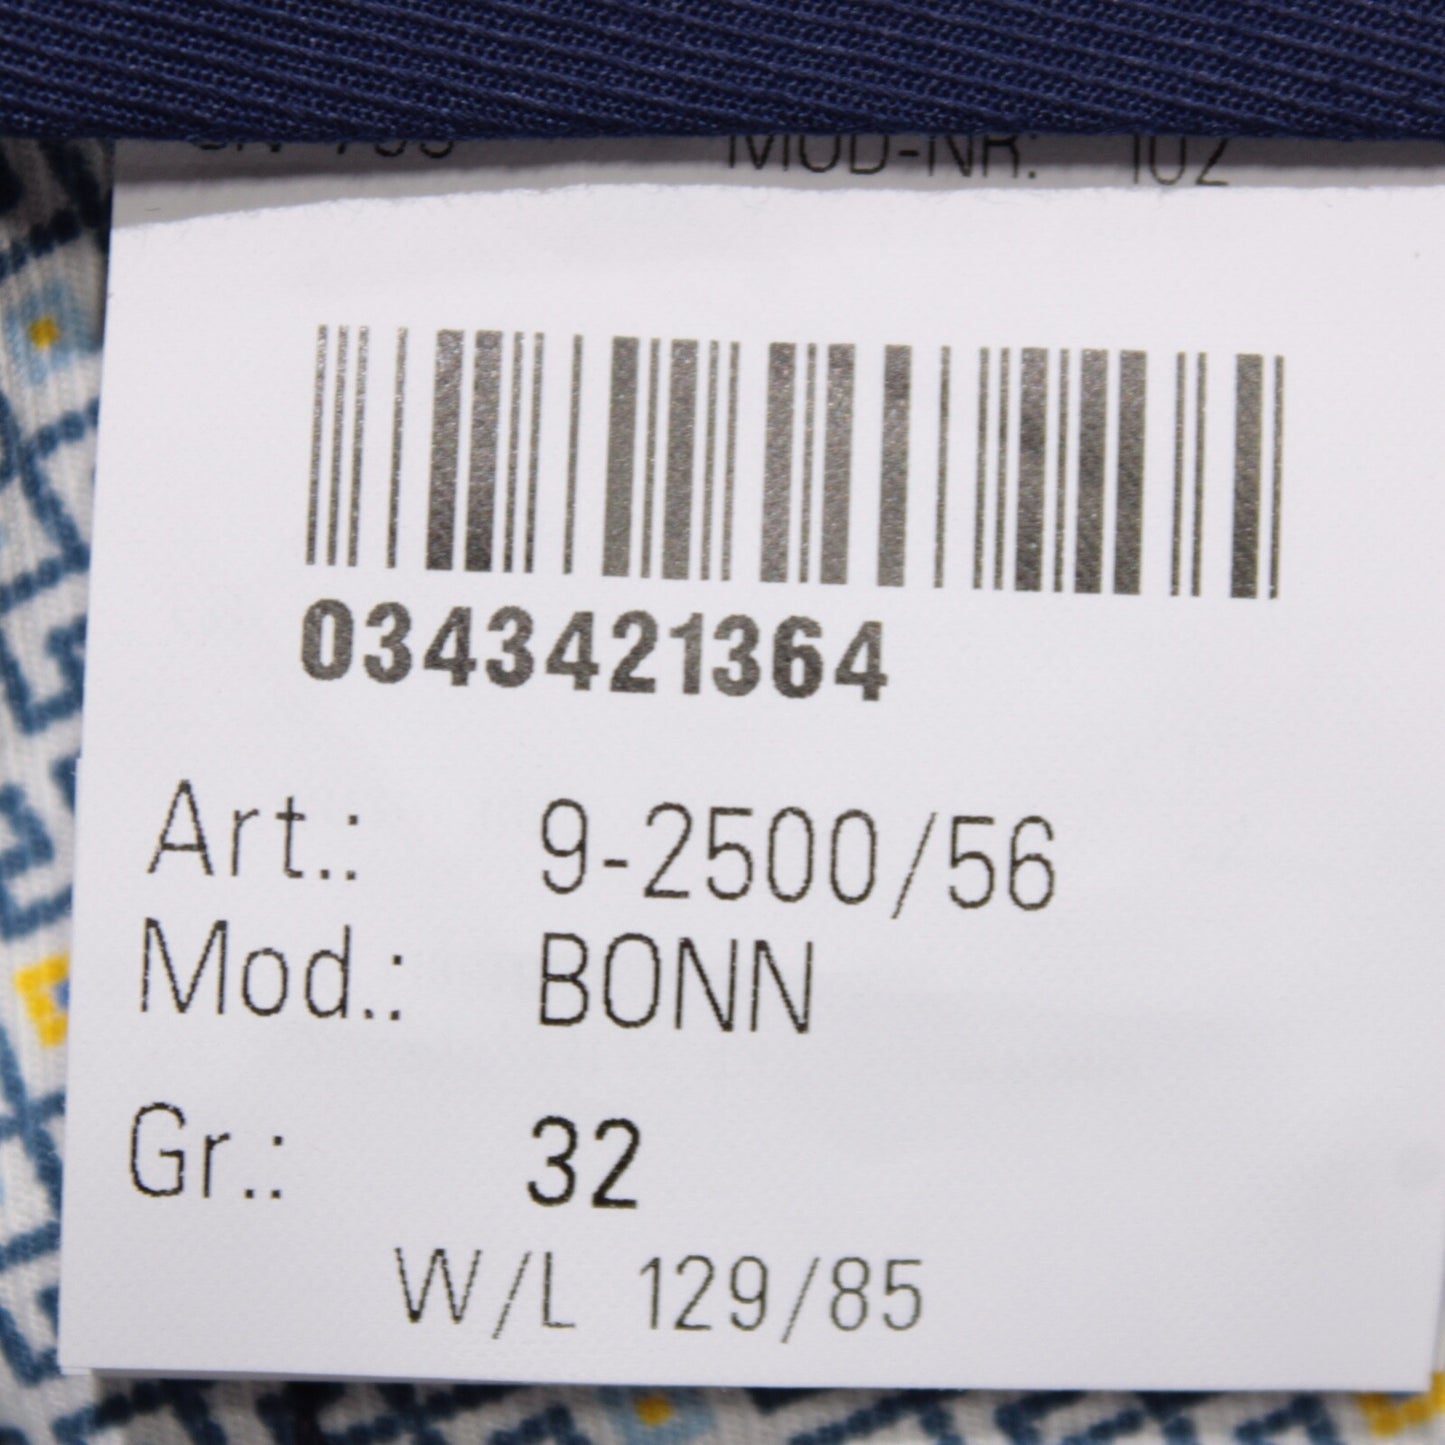 MOD-NR: 102
0343421364
Art.: 9-2500/56
Mod.: BONN
Gr.: 32
W/L 129/85